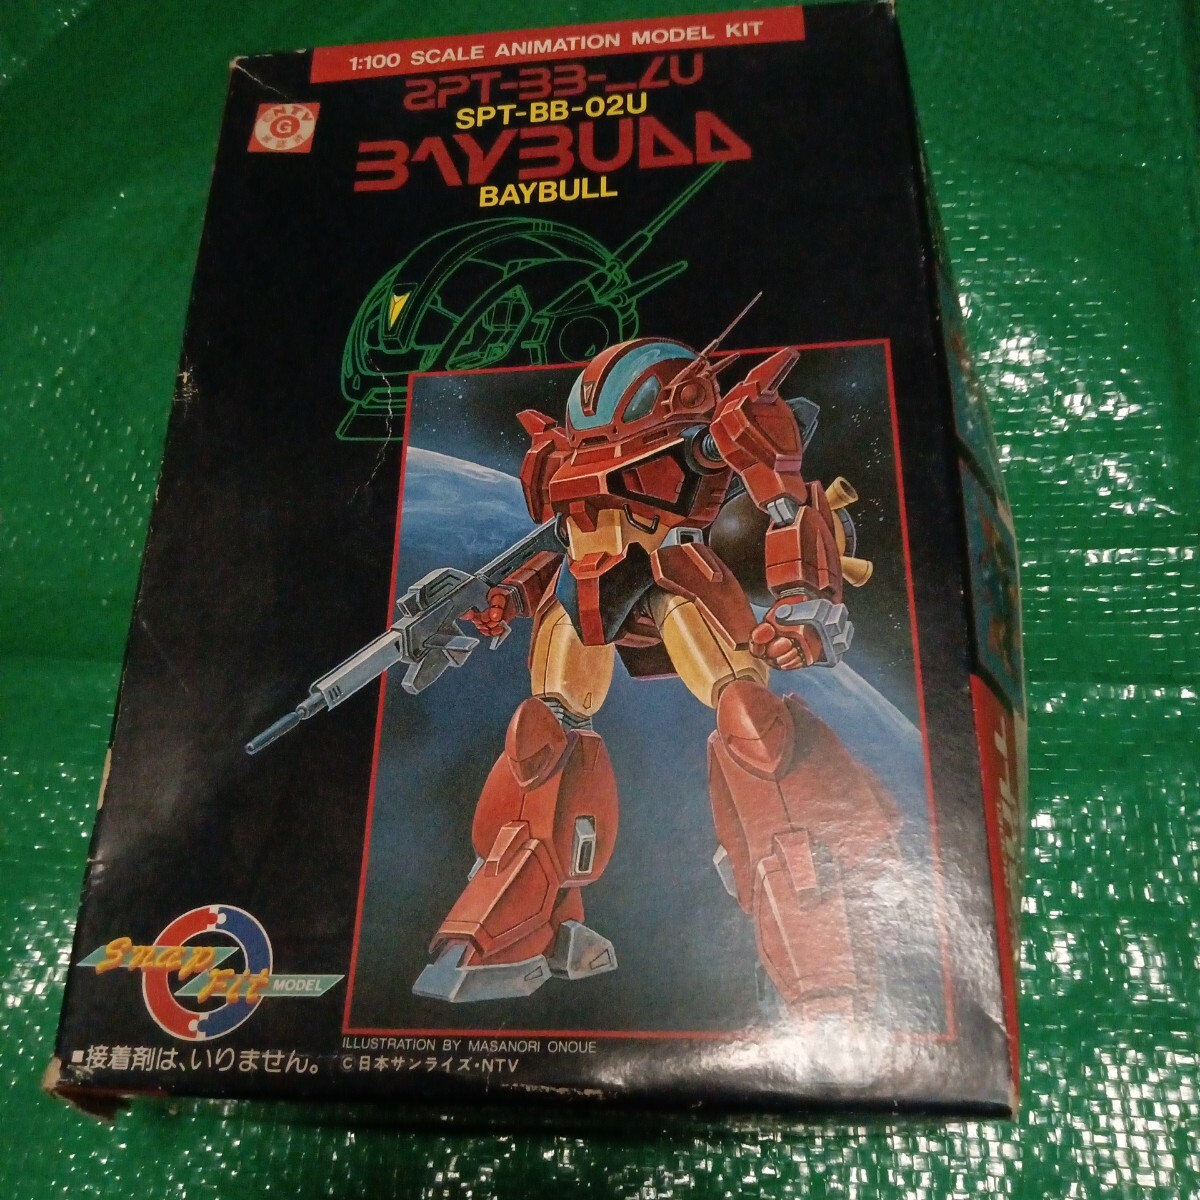 1:100 SCALE ANIMATION MODEL KIT
SPT-BB-02U
BAYBULL
NTV
G
Snap
Fit
MODEL
■接着剤は、いりません。
ILLUSTRATION BY MASANORI ONOUE
©日本サンライズ・NTV